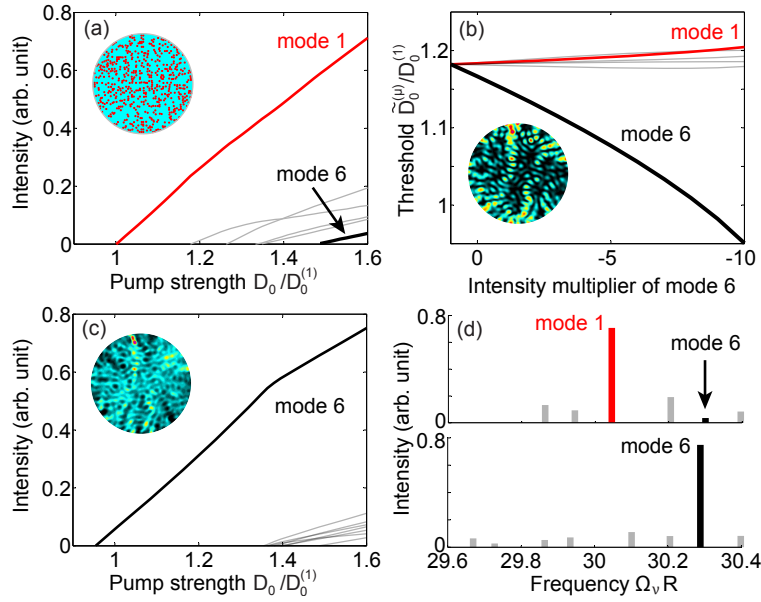 (a)
mode 1
mode 6
Intensity (arb. unit)
0.8
0.6
0.4
0.2
0
1
1.2
1.4
1.6
Pump strength D₀/D₀⁽¹⁾
(b)
mode 6
Threshold D̃₀⁽ᵘ⁾/D₀⁽¹⁾
1.2
1.1
1
0
-5
-10
Intensity multiplier of mode 6
(c)
mode 6
Intensity (arb. unit)
0.8
0.6
0.4
0.2
0
1
1.2
1.4
1.6
Pump strength D₀/D₀⁽¹⁾
(d)
mode 1
mode 6
mode 6
Intensity (arb. unit)
0.8
0
0.8
0
29.6
29.8
30
30.2
30.4
Frequency Ω_ν R